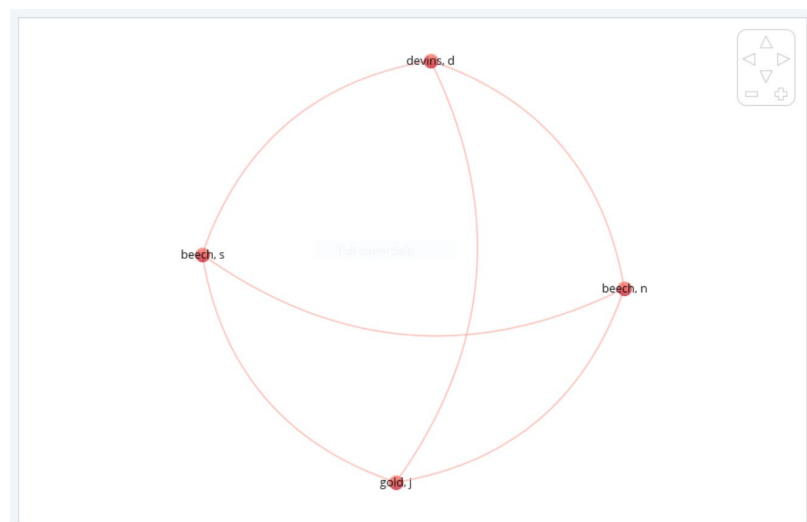 devins, d
beech, s
beech, n
gold, j